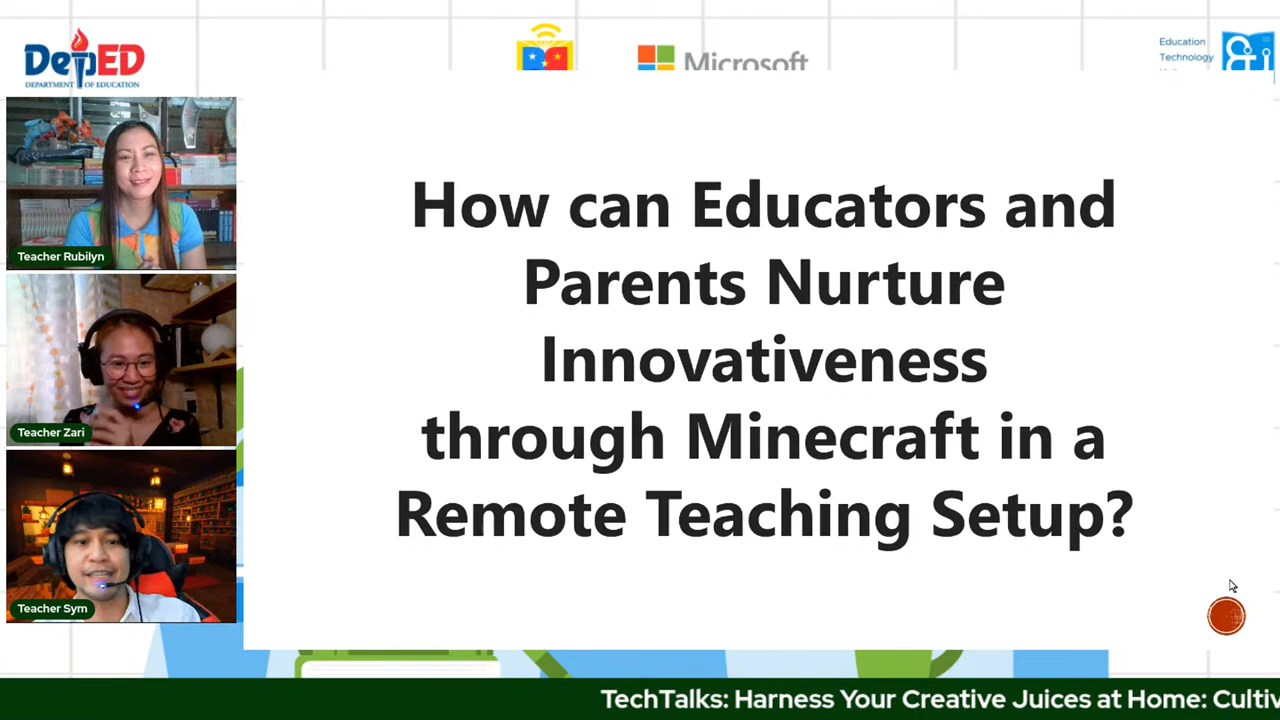 DepED
DEPARTMENT OF EDUCATION
Microsoft
Education
Technology
Teacher Rubilyn
Teacher Zari
Teacher Sym
How can Educators and
Parents Nurture
Innovativeness
through Minecraft in a
Remote Teaching Setup?
TechTalks: Harness Your Creative Juices at Home: Cultiv